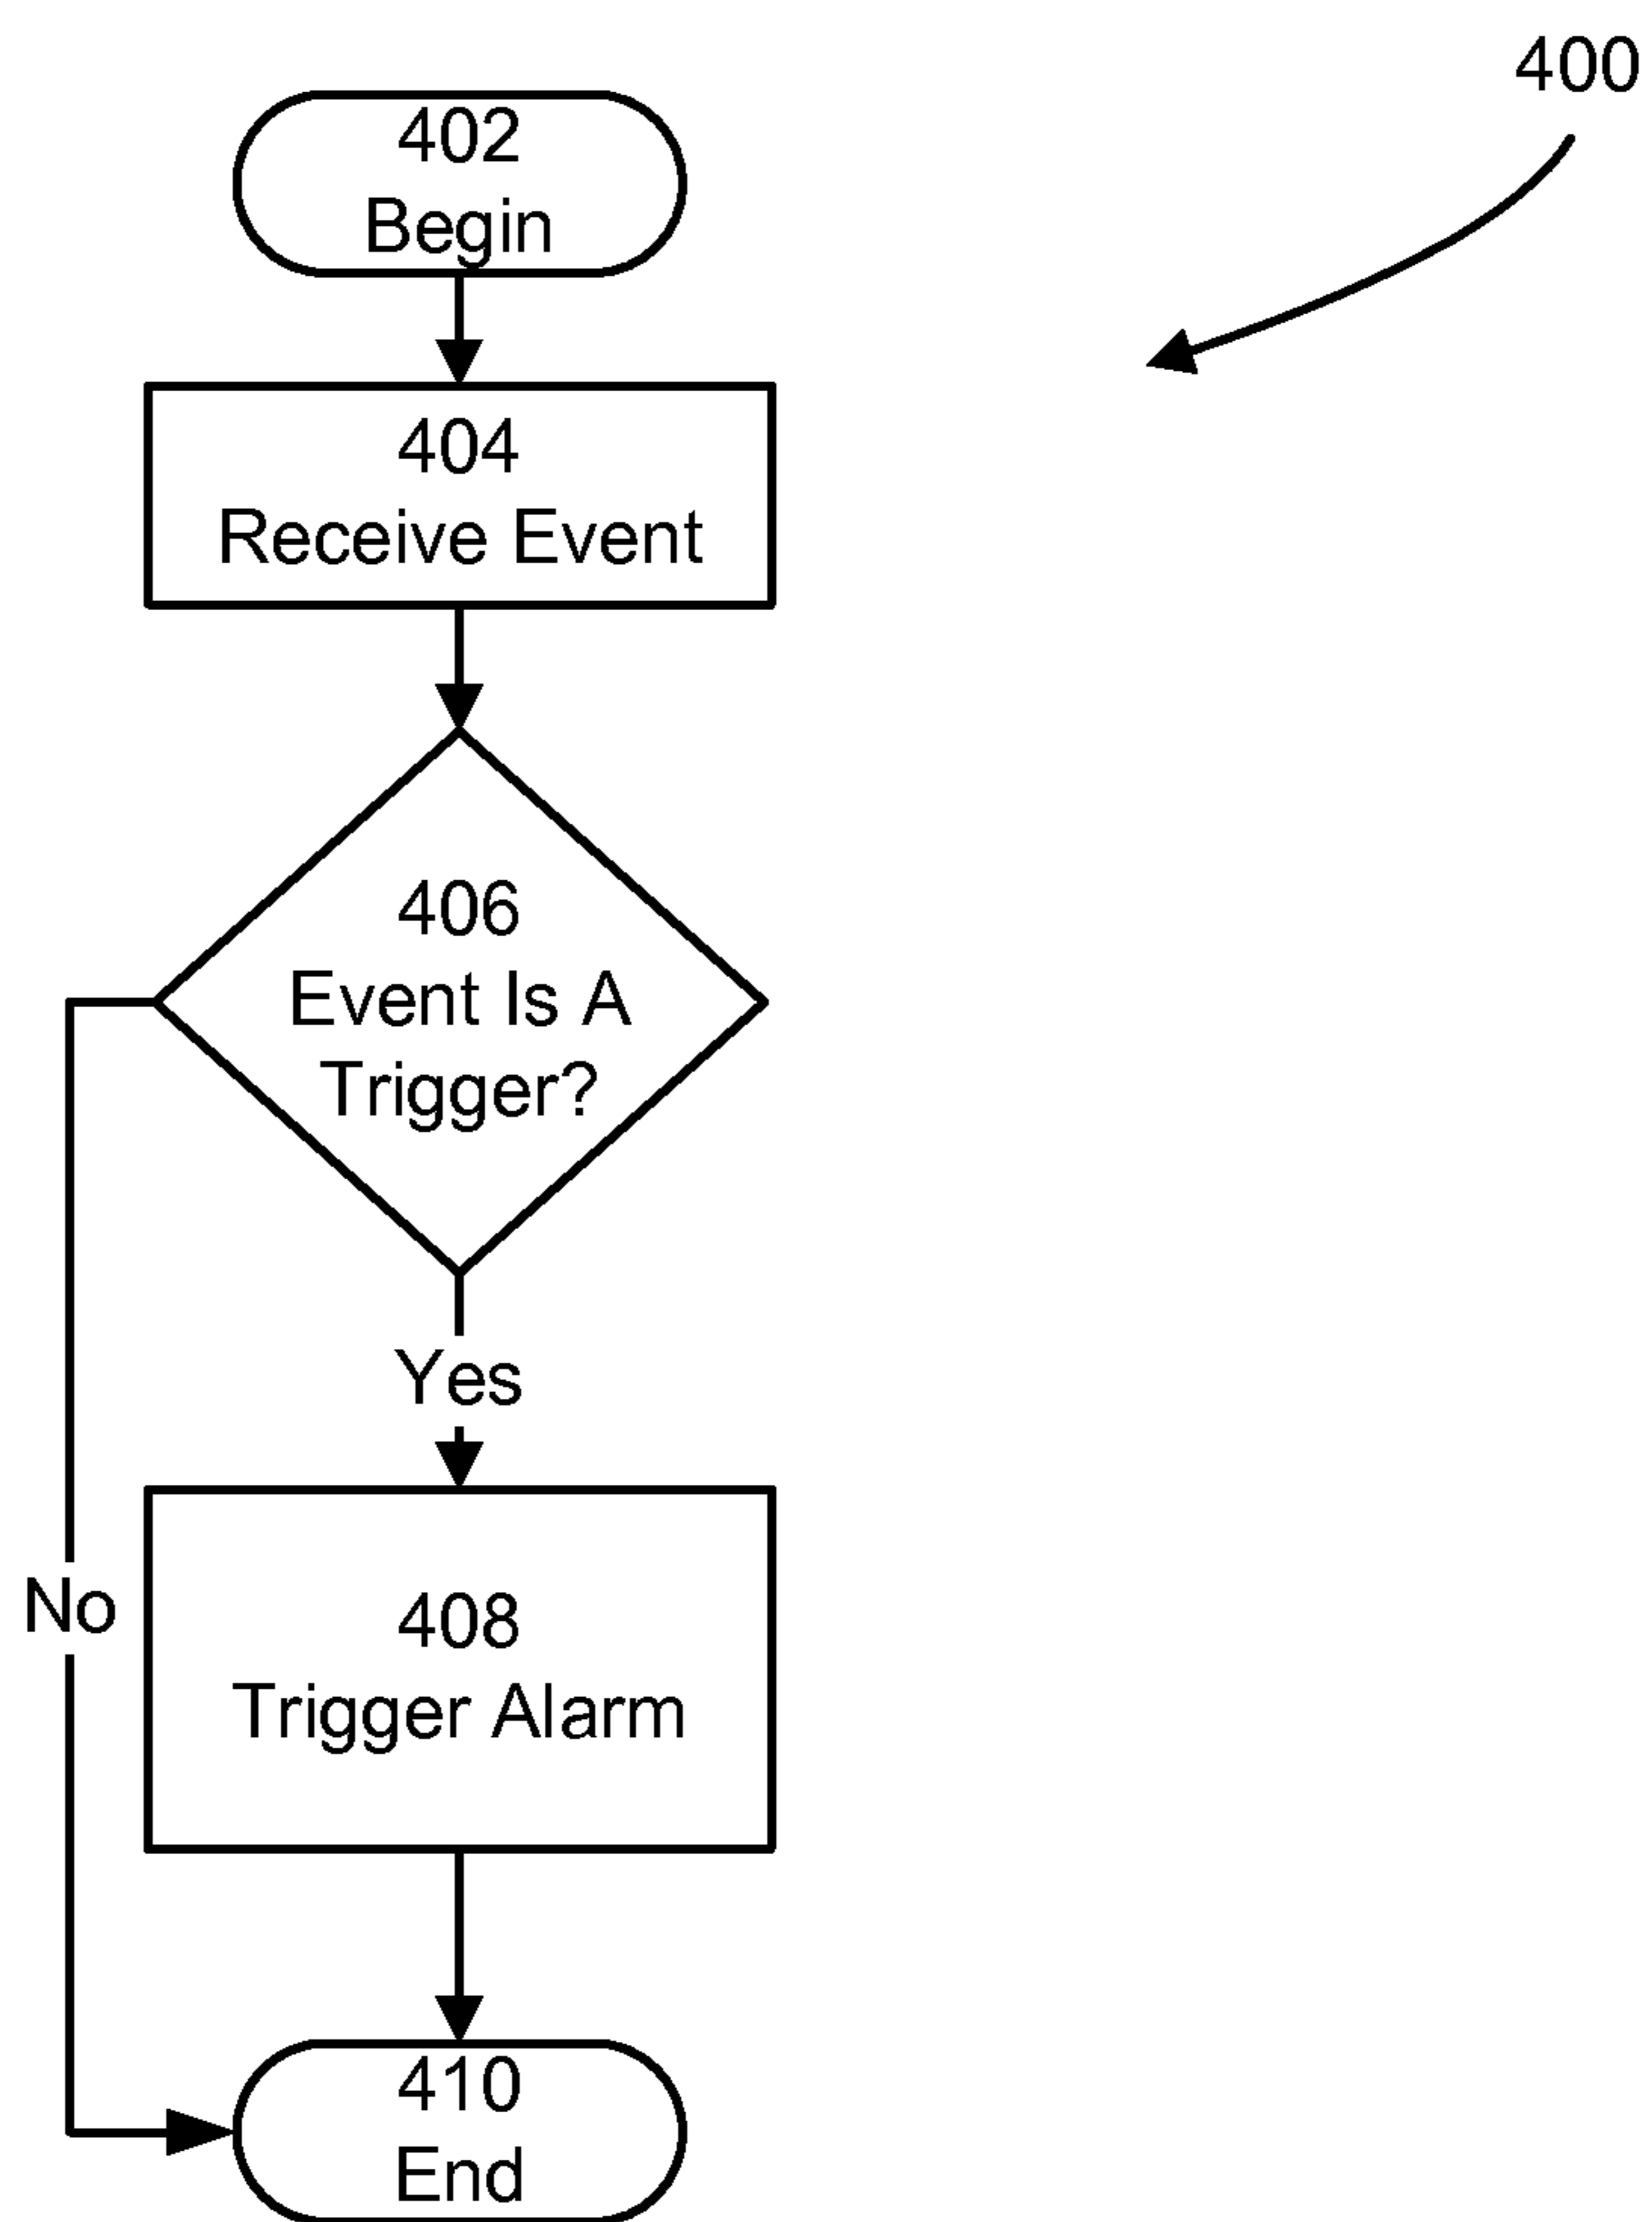 400
402
Begin
404
Receive Event
406
Event Is A
Trigger?
Yes
No
408
Trigger Alarm
410
End